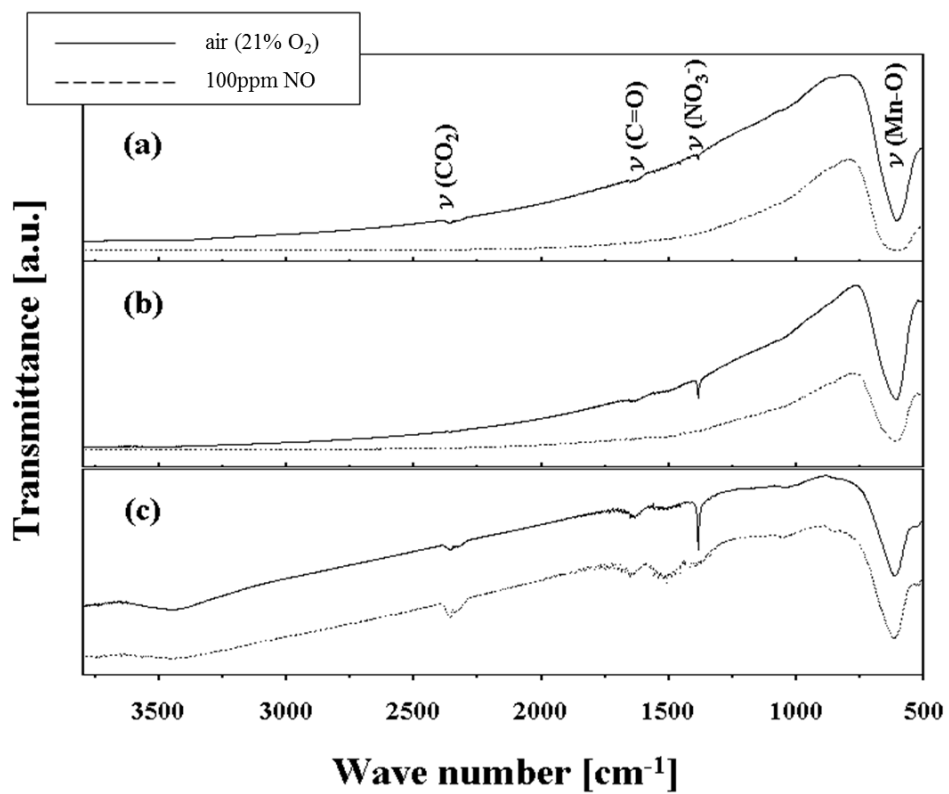 air (21% O₂)
100ppm NO
(a)
ν (CO₂)
ν (C=O)
ν (NO₃⁻)
ν (Mn-O)
(b)
(c)
Transmittance [a.u.]
3500 3000 2500 2000 1500 1000 500
Wave number [cm⁻¹]